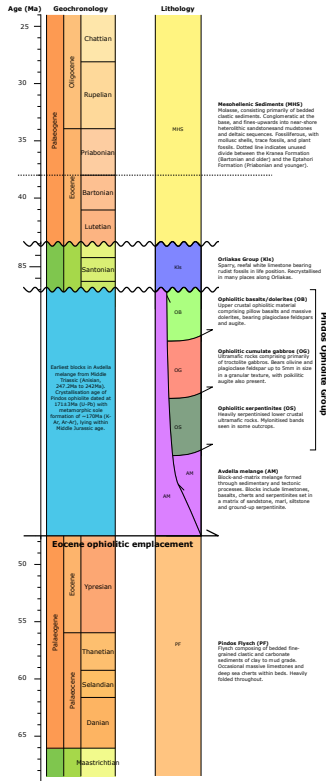 Age (Ma)
Geochronology
Lithology
25
30
35
40
85
50
55
60
65
Palaeogene
Oligocene
Eocene
Chattian
Rupelian
Priabonian
Bartonian
Lutetian
Santonian
MHS
Kls
OB
OG
OS
AM
AM
Mesohellenic Sediments (MHS)
Molasse, consisting primarily of bedded
clastic sediments. Conglomeratic at the
base, and fines-upwards into near-shore
heterolithic sandstonesand mudstones
and deltaic sequences. Fossiliferous, with
mollusc shells, trace fossils, and plant
fossils. Dotted line indicates unused
divide between the Krania Formation
(Bartonian and older) and the Eptahori
Formation (Priabonian and younger).
Orliakas Group (Kls)
Sparry, reefal white limestone bearing
rudist fossils in life position. Recrystallised
in many places along Orliakas.
Ophiolitic basalts/dolerites (OB)
Upper crustal ophiolitic material
comprising pillow basalts and massive
dolerites, bearing plagioclase feldspars
and augite.
Ophiolitic cumulate gabbros (OG)
Ultramafic rocks comprising primarily
of troctolite gabbros. Bears olivine and
plagioclase feldspar up to 5mm in size
in a granular texture, with poikilitic
augite also present.
Ophiolitic serpentinites (OS)
Heavily serpentinised lower crustal
ultramafic rocks. Mylonitised bands
seen in some outcrops.
Avdella melange (AM)
Block-and-matrix melange formed
through sedimentary and tectonic
processes. Blocks include limestones,
basalts, cherts and serpentinites set in
a matrix of sandstone, marl, siltstone
and ground-up serpentinite.
Pindos Ophiolite Group
Earliest blocks in Avdella
melange from Middle
Triassic (Anisian,
247.2Ma to 242Ma).
Crystallisation age of
Pindos ophiolite dated at
171±3Ma (U-Pb) with
metamorphic sole
formation of ~170Ma (K-
Ar, Ar-Ar), lying within
Middle Jurassic age.
Eocene ophiolitic emplacement
Palaeogene
Eocene
Palaeocene
Ypresian
Thanetian
Selandian
Danian
Maastrichtian
PF
Pindos Flysch (PF)
Flysch composing of bedded fine-
grained clastic and carbonate
sediments of clay to mud grade.
Occasional massive limestones and
deep sea charts within beds. Heavily
folded throughout.